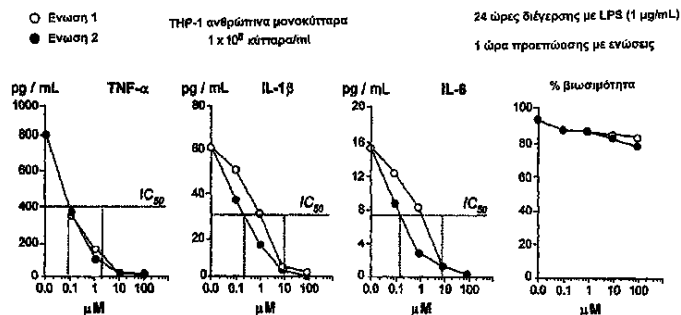 Ενωση 1
Ενωση 2
THP-1 ανθρώπινα μονοκύτταρα
1 x 10⁶ κύτταρα/ml
24 ώρες διέγερσης με LPS (1 μg/mL)
1 ώρα προεπώασης με ενώσεις
pg / mL TNF-α
1000
800
600
400
200
0
IC50
0.0 0.1 1 10 100
μM
pg / mL IL-1β
80
60
40
20
0
IC50
0.0 0.1 1 10 100
μM
pg / mL IL-6
16
12
8
4
0
IC50
0.0 0.1 1 10 100
μM
% βιωσιμότητα
100
80
60
40
20
0
0.0 0.1 1 10 100
μM